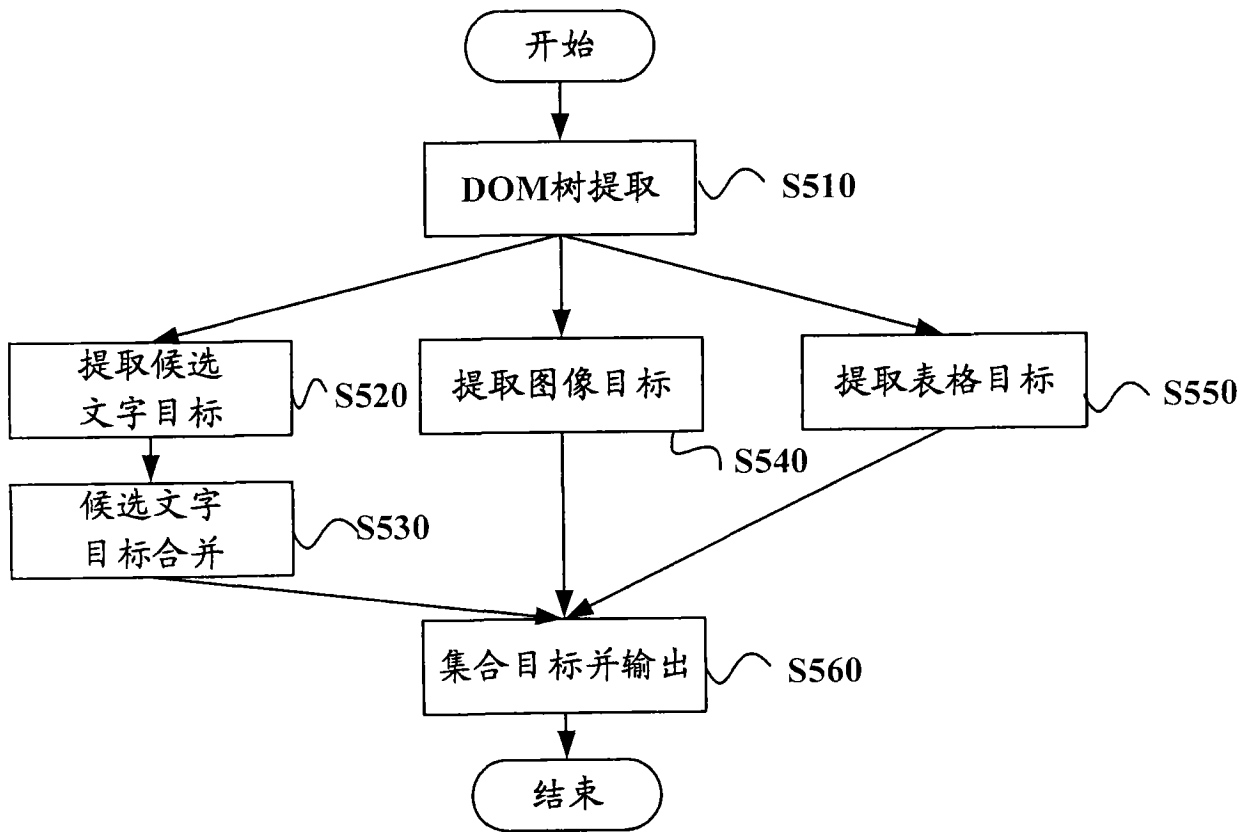 开始
DOM树提取
S510
提取候选
文字目标
S520
提取图像目标
S540
提取表格目标
S550
候选文字
目标合并
S530
集合目标并输出
S560
结束